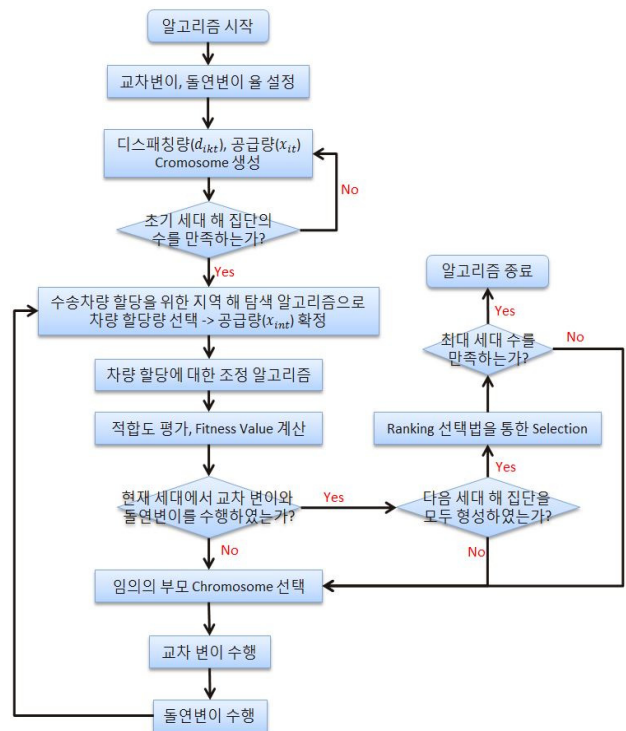 알고리즘 시작
교차변이, 돌연변이 율 설정
디스패칭량(d_ikt), 공급량(x_it)
Cromosome 생성
No
초기 세대 해 집단의
수를 만족하는가?
Yes
수송차량 할당을 위한 지역 해 탐색 알고리즘으로
차량 할당량 선택 -> 공급량(x_int) 확정
차량 할당에 대한 조정 알고리즘
적합도 평가, Fitness Value 계산
현재 세대에서 교차 변이와
돌연변이를 수행하였는가?
Yes
No
다음 세대 해 집단을
모두 형성하였는가?
Yes
No
Ranking 선택법을 통한 Selection
최대 세대 수를
만족하는가?
Yes
No
알고리즘 종료
임의의 부모 Chromosome 선택
교차 변이 수행
돌연변이 수행